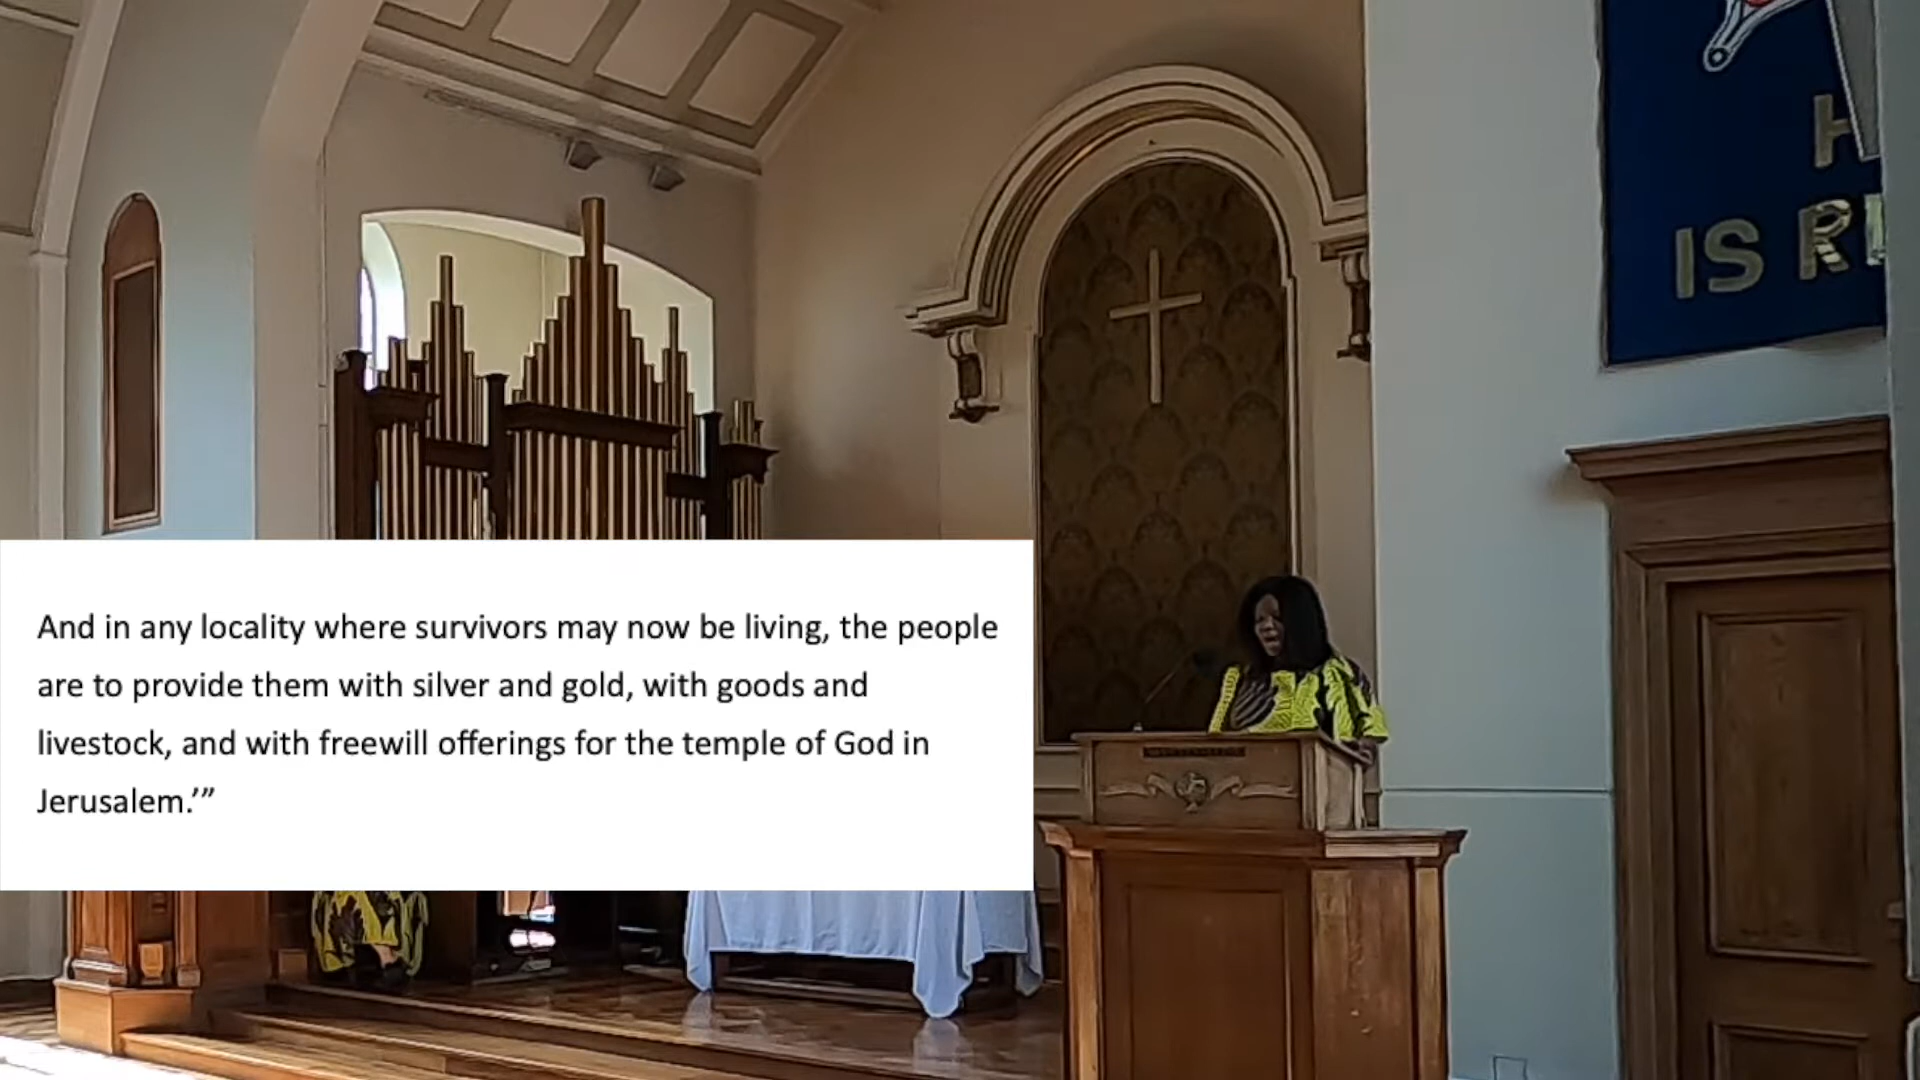 H
IS RI
And in any locality where survivors may now be living, the people
are to provide them with silver and gold, with goods and
livestock, and with freewill offerings for the temple of God in
Jerusalem.’”